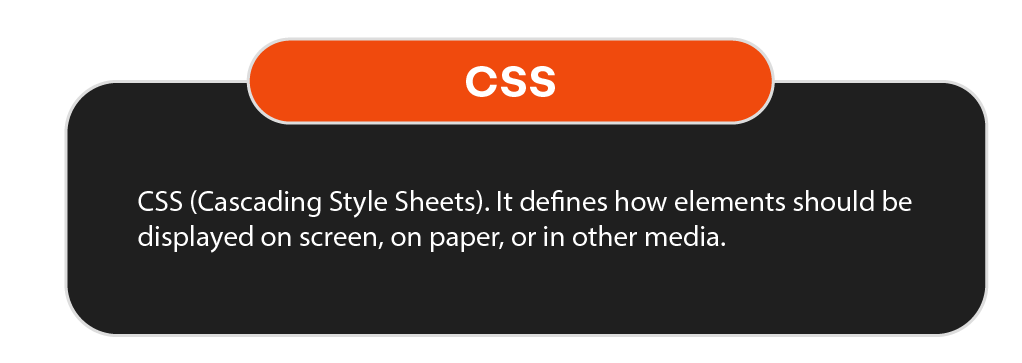 CSS
CSS (Cascading Style Sheets). It defines how elements should be
displayed on screen, on paper, or in other media.